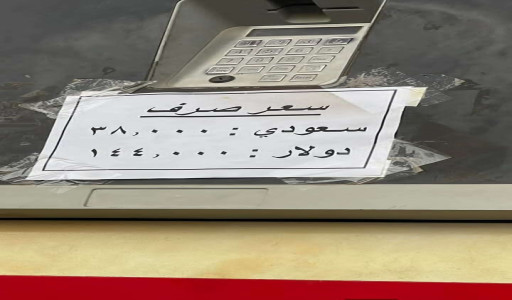 سعر صرف
سعودي : ٣٨,٠٠٠
دولار : ١٤٤,٠٠٠